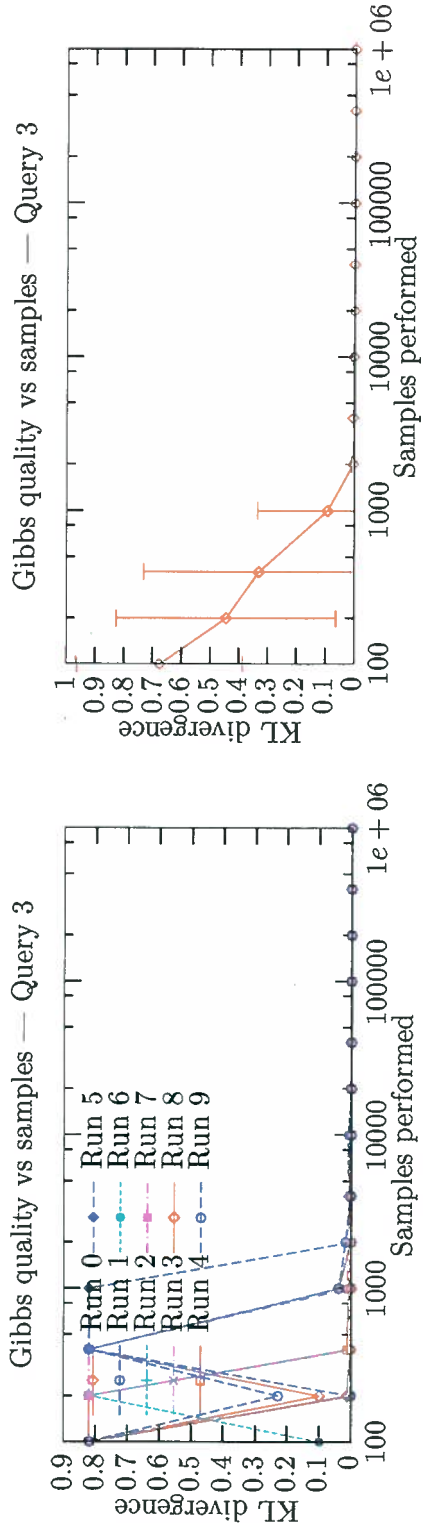 Gibbs quality vs samples — Query 3
KL divergence
0.9
0.8
0.7
0.6
0.5
0.4
0.3
0.2
0.1
0
Run 0 Run 5
Run 1 Run 6
Run 2 Run 7
Run 3 Run 8
Run 4 Run 9
100 1000 10000 100000 1e + 06
Samples performed
Gibbs quality vs samples — Query 3
KL divergence
1
0.9
0.8
0.7
0.6
0.5
0.4
0.3
0.2
0.1
0
100 1000 10000 100000 1e + 06
Samples performed